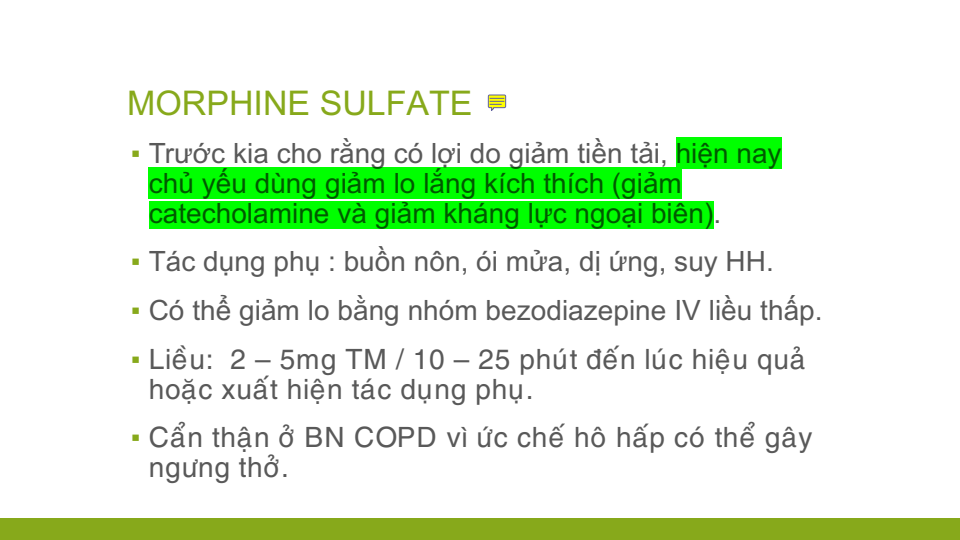 MORPHINE SULFATE
▪ Trước kia cho rằng có lợi do giảm tiền tải, hiện nay
chủ yếu dùng giảm lo lắng kích thích (giảm
catecholamine và giảm kháng lực ngoại biên).
▪ Tác dụng phụ : buồn nôn, ói mửa, dị ứng, suy HH.
▪ Có thể giảm lo bằng nhóm bezodiazepine IV liều thấp.
▪ Liều: 2 – 5mg TM / 10 – 25 phút đến lúc hiệu quả
hoặc xuất hiện tác dụng phụ.
▪ Cẩn thận ở BN COPD vì ức chế hô hấp có thể gây
ngưng thở.